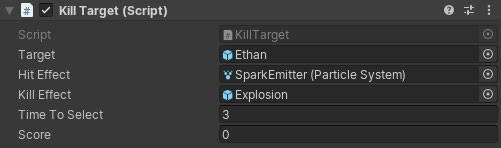 Kill Target (Script)
Script KillTarget
Target Ethan
Hit Effect SparkEmitter (Particle System)
Kill Effect Explosion
Time To Select 3
Score 0